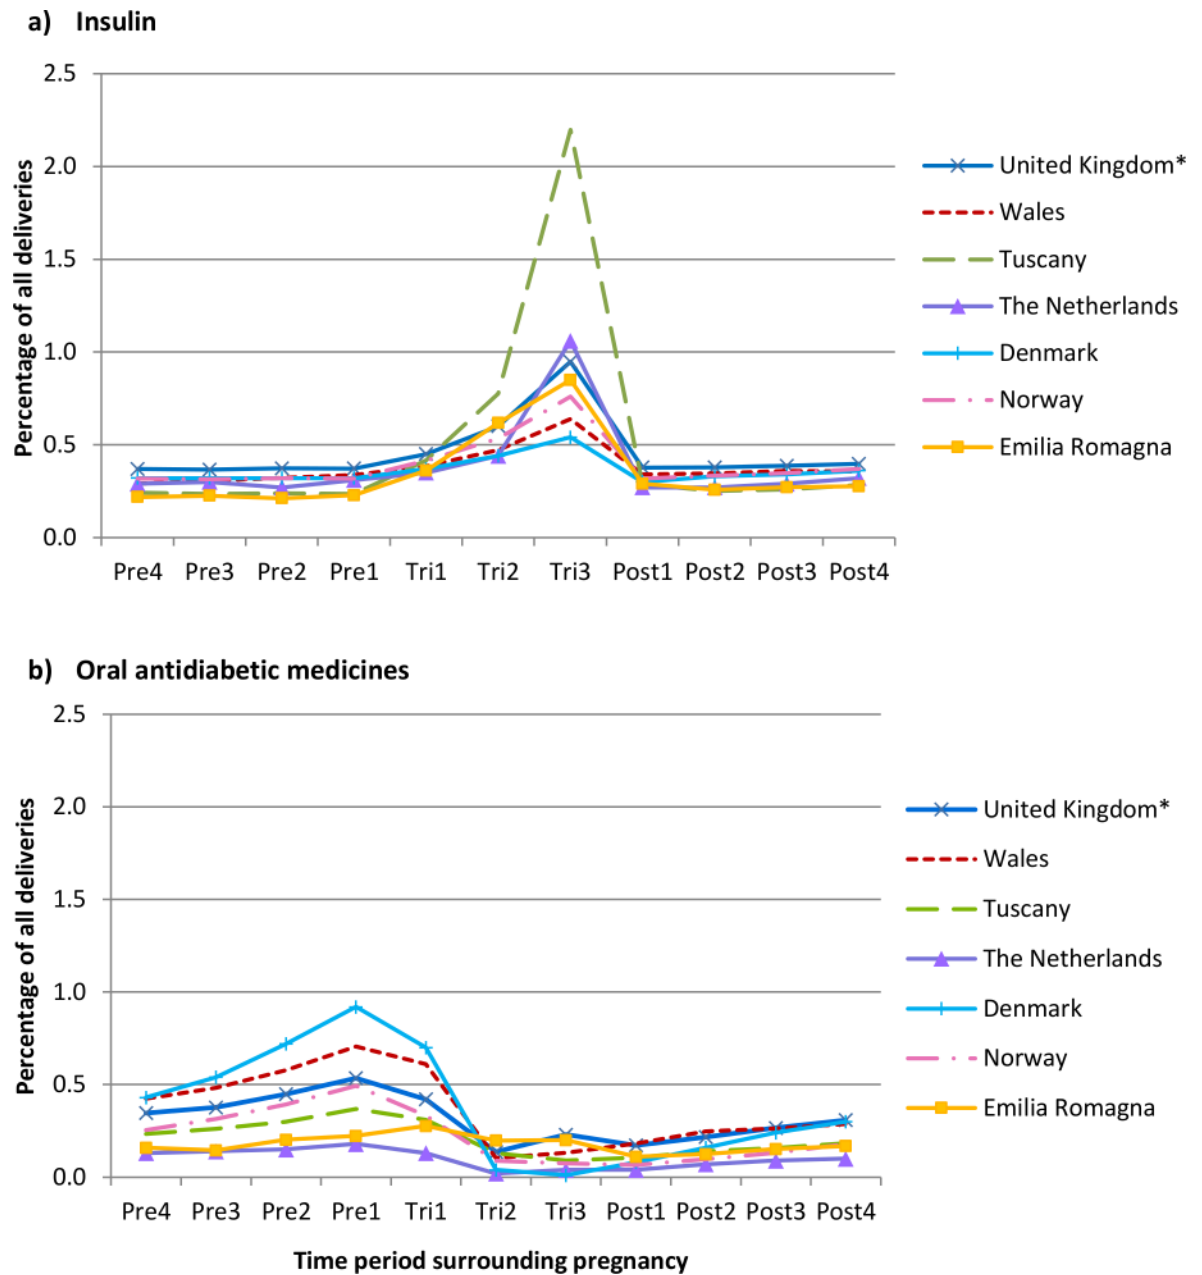 a) Insulin
Percentage of all deliveries
2.5
2.0
1.5
1.0
0.5
0.0
Pre4 Pre3 Pre2 Pre1 Tri1 Tri2 Tri3 Post1 Post2 Post3 Post4
United Kingdom*
Wales
Tuscany
The Netherlands
Denmark
Norway
Emilia Romagna
b) Oral antidiabetic medicines
Percentage of all deliveries
2.5
2.0
1.5
1.0
0.5
0.0
Pre4 Pre3 Pre2 Pre1 Tri1 Tri2 Tri3 Post1 Post2 Post3 Post4
Time period surrounding pregnancy
United Kingdom*
Wales
Tuscany
The Netherlands
Denmark
Norway
Emilia Romagna